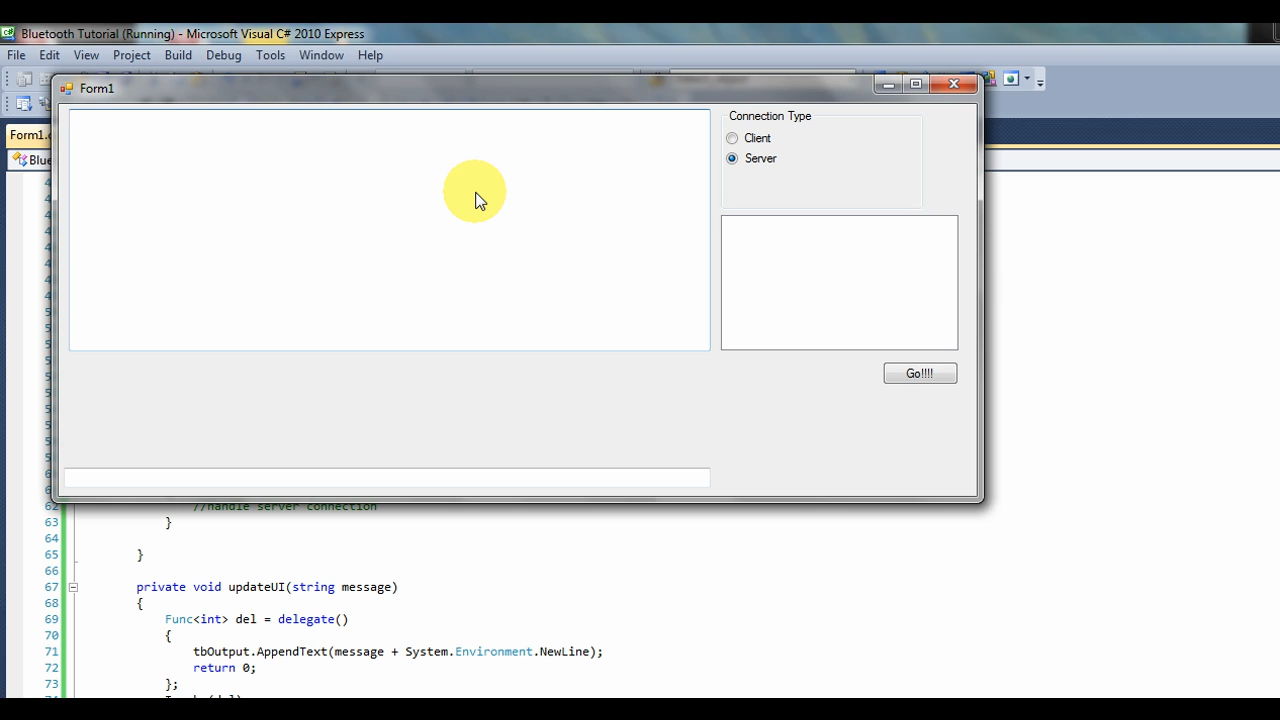 Bluetooth Tutorial (Running) - Microsoft Visual C# 2010 Express
File Edit View Project Build Debug Tools Window Help
Form1
Form1.
Connection Type
Client
Server
Go!!!!
62 //handle server connection
63 }
64
65 }
66
67 private void updateUI(string message)
68 {
69 Func<int> del = delegate()
70 {
71 tbOutput.AppendText(message + System.Environment.NewLine);
72 return 0;
73 };